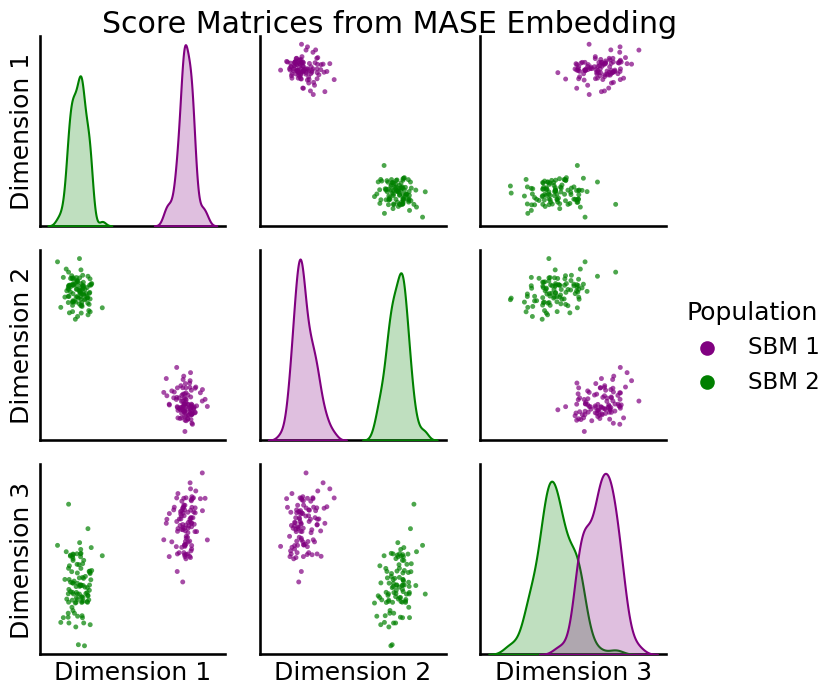 Score Matrices from MASE Embedding
Dimension 1
Dimension 2
Dimension 3
Dimension 1
Dimension 2
Dimension 3
Population
SBM 1
SBM 2